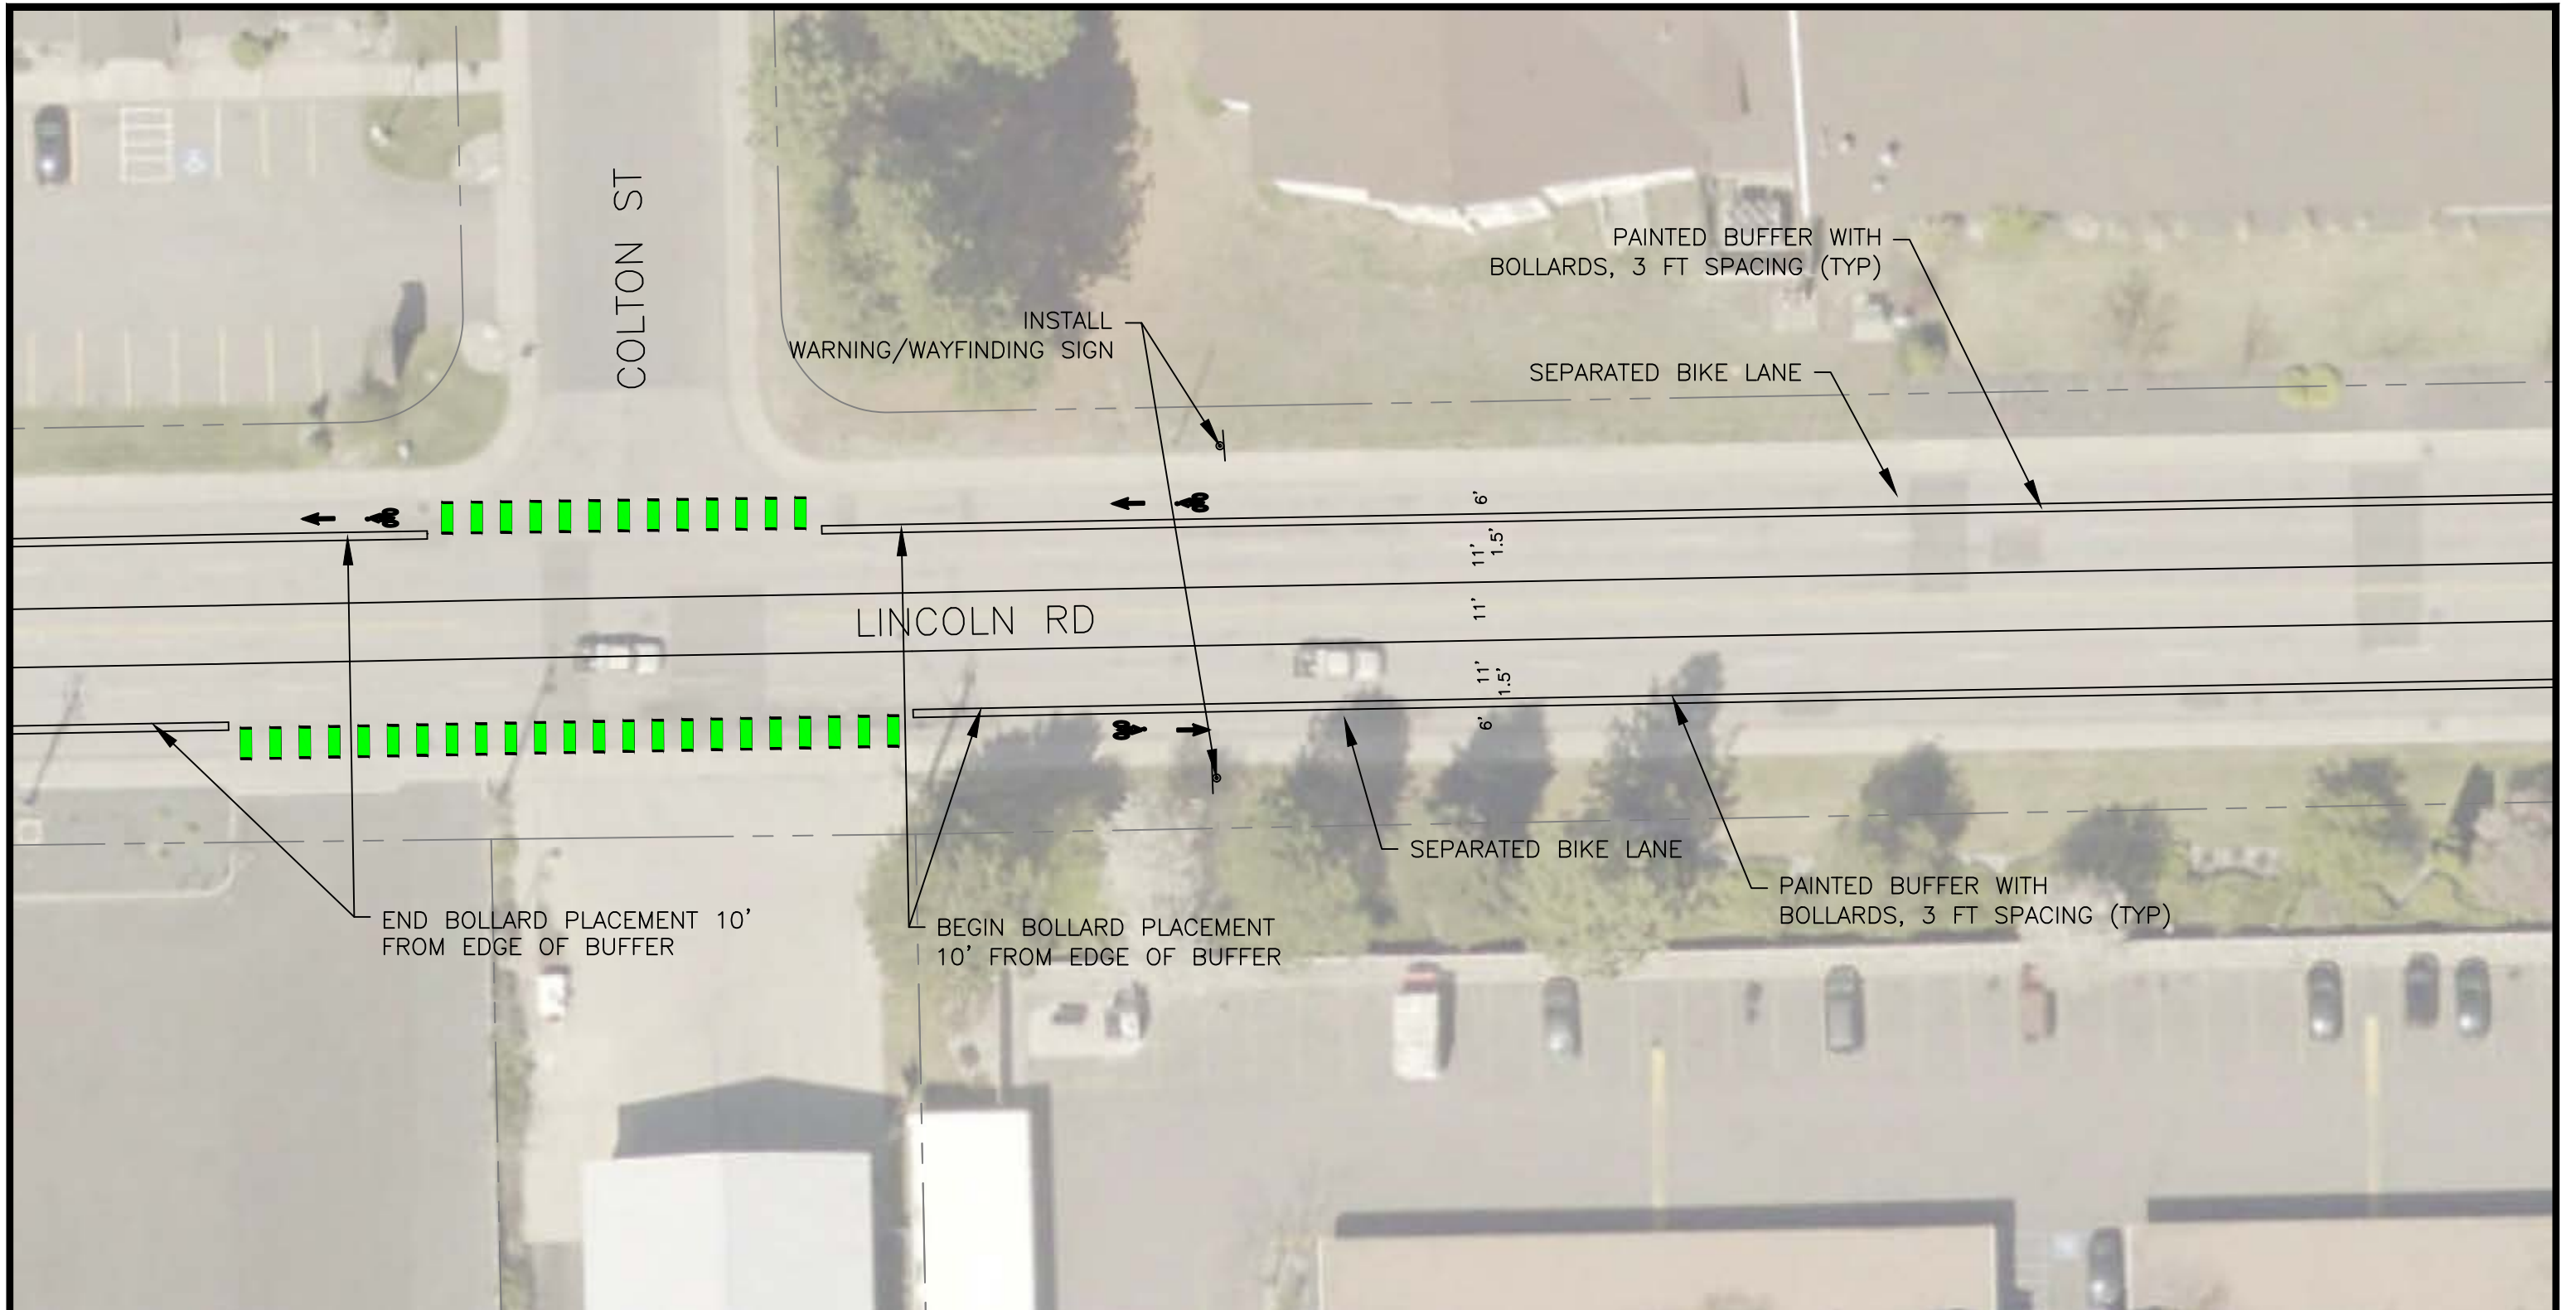 COLTON ST
PAINTED BUFFER WITH
BOLLARDS, 3 FT SPACING (TYP)
INSTALL
WARNING/WAYFINDING SIGN
SEPARATED BIKE LANE
6'
1.5'
11'
11'
LINCOLN RD
11'
1.5'
6'
SEPARATED BIKE LANE
PAINTED BUFFER WITH
BOLLARDS, 3 FT SPACING (TYP)
END BOLLARD PLACEMENT 10'
FROM EDGE OF BUFFER
BEGIN BOLLARD PLACEMENT
10' FROM EDGE OF BUFFER